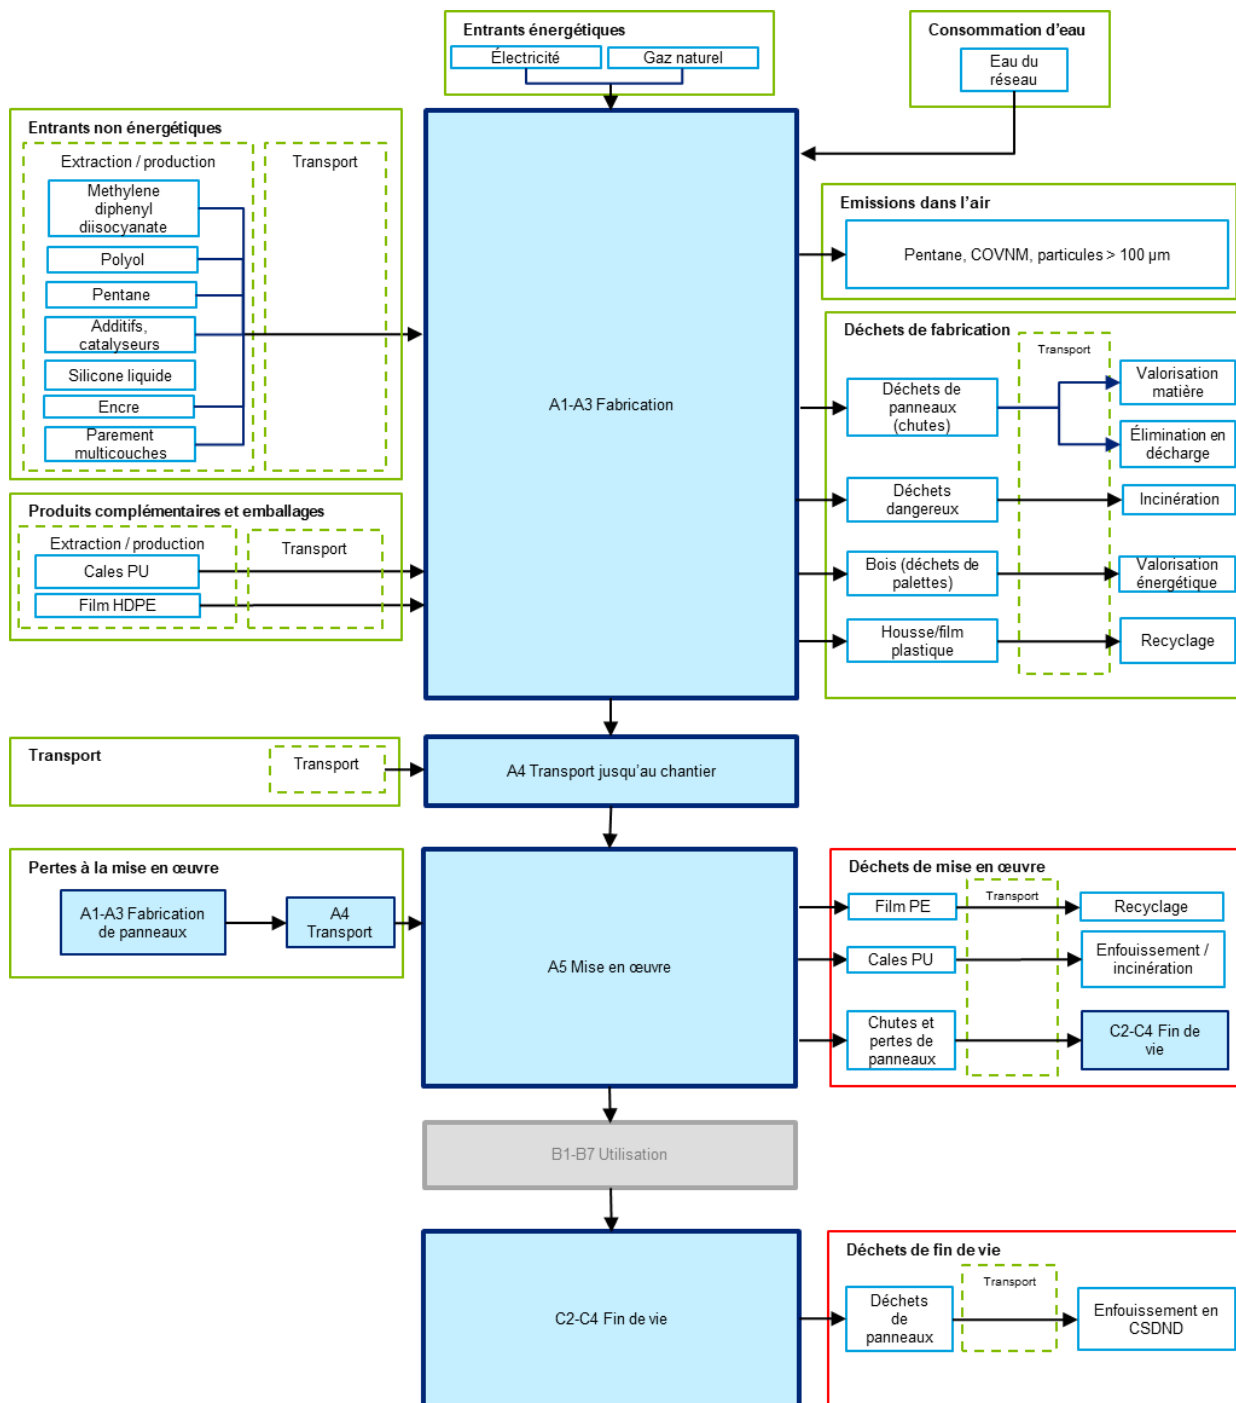 Entrants énergétiques
Électricité
Gaz naturel
Consommation d'eau
Eau du
réseau
Entrants non énergétiques
Extraction / production
Transport
Methylene
diphenyl
diisocyanate
Polyol
Pentane
Additifs,
catalyseurs
Silicone liquide
Encre
Parement
multicouches
Produits complémentaires et emballages
Extraction / production
Transport
Cales PU
Film HDPE
A1-A3 Fabrication
Emissions dans l'air
Pentane, COVNM, particules > 100 µm
Déchets de fabrication
Transport
Déchets de
panneaux
(chutes)
Valorisation
matière
Élimination en
décharge
Déchets
dangereux
Incinération
Bois (déchets de
palettes)
Valorisation
énergétique
Housse/film
plastique
Recyclage
Transport
Transport
A4 Transport jusqu'au chantier
Pertes à la mise en œuvre
A1-A3 Fabrication
de panneaux
A4
Transport
A5 Mise en œuvre
Déchets de mise en œuvre
Transport
Film PE
Recyclage
Cales PU
Enfouissement /
incinération
Chutes et
pertes de
panneaux
C2-C4 Fin de
vie
B1-B7 Utilisation
C2-C4 Fin de vie
Déchets de fin de vie
Transport
Déchets
de
panneaux
Enfouissement en
CSDND